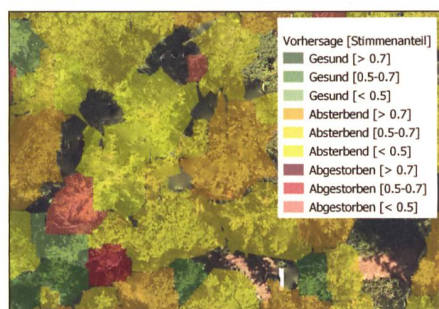 Vorhersage [Stimmenanteil]
Gesund [> 0.7]
Gesund [0.5-0.7]
Gesund [< 0.5]
Absterbend [> 0.7]
Absterbend [0.5-0.7]
Absterbend [< 0.5]
Abgestorben [> 0.7]
Abgestorben [0.5-0.7]
Abgestorben [< 0.5]